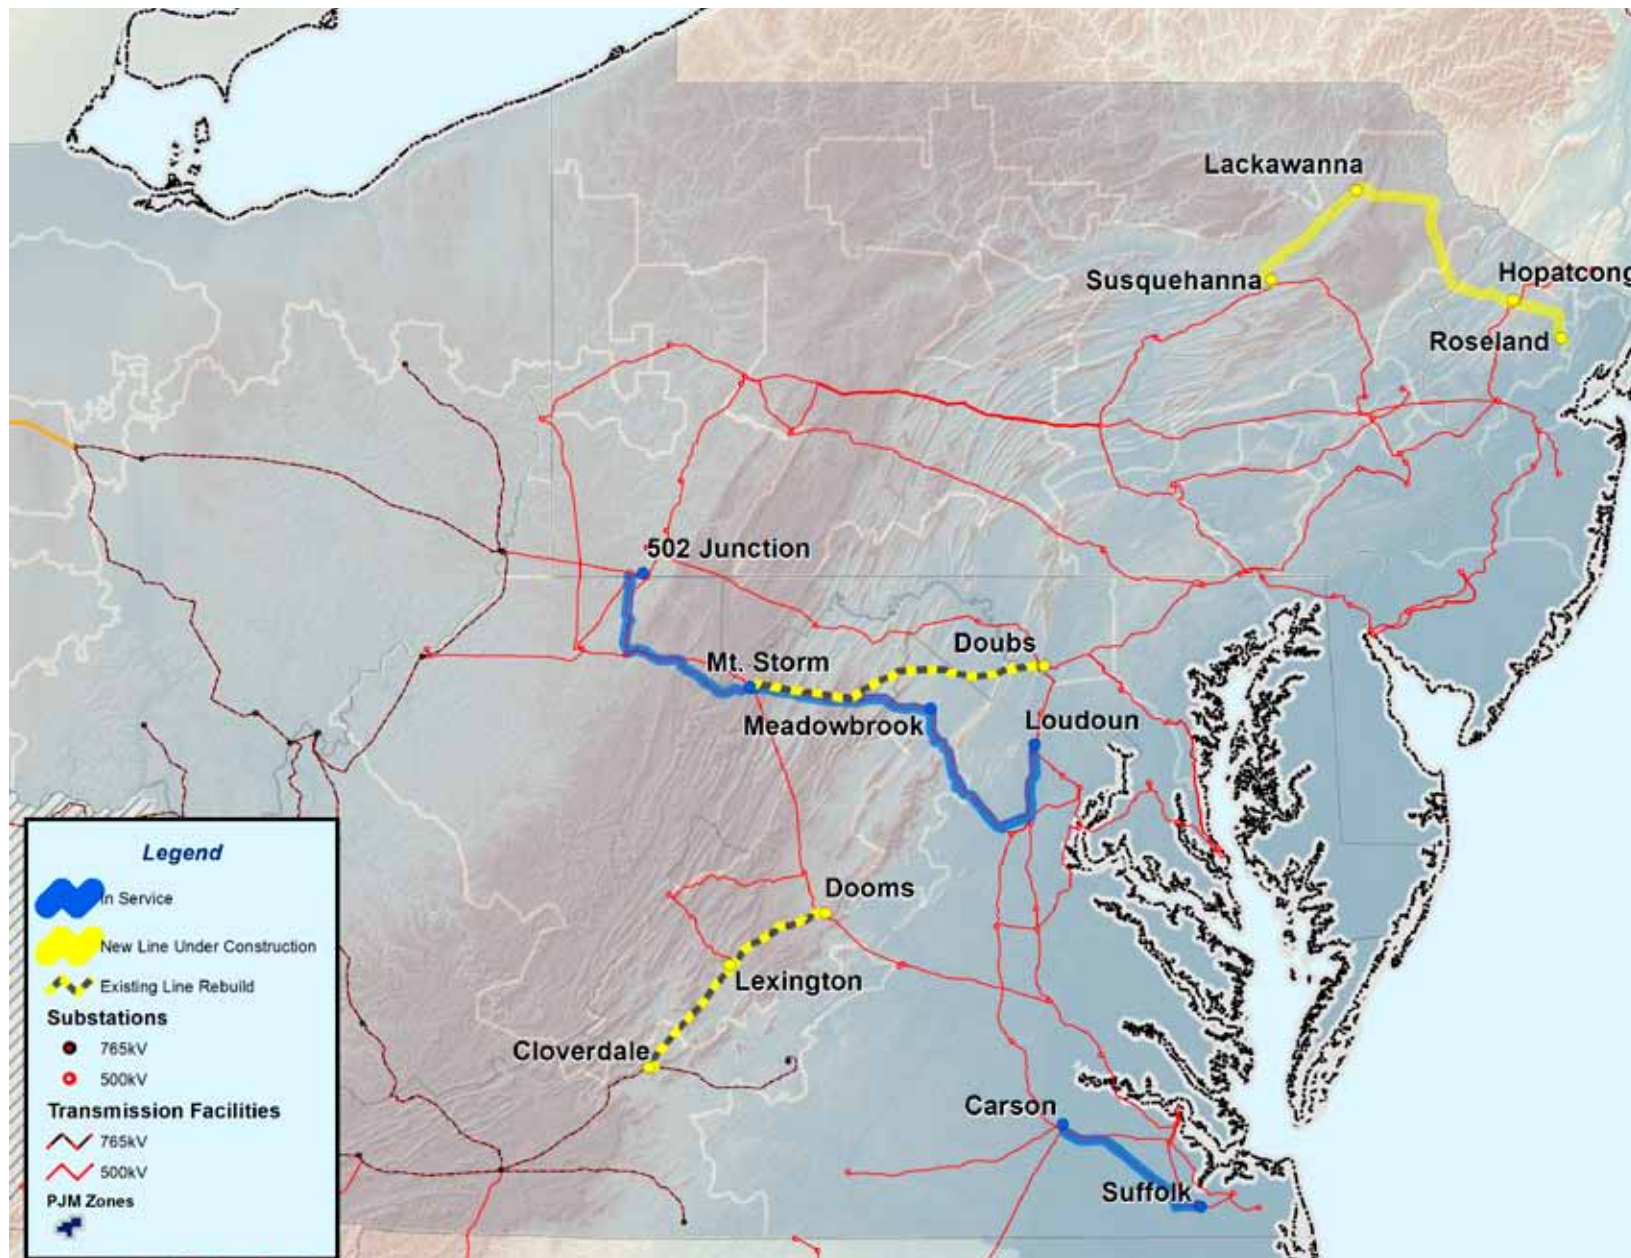 Lackawanna
Susquehanna
Hopatcong
Roseland
502 Junction
Doubs
Mt. Storm
Meadowbrook
Loudoun
Dooms
Lexington
Cloverdale
Carson
Suffolk
Legend
In Service
New Line Under Construction
Existing Line Rebuild
Substations
765kV
500kV
Transmission Facilities
765kV
500kV
PJM Zones